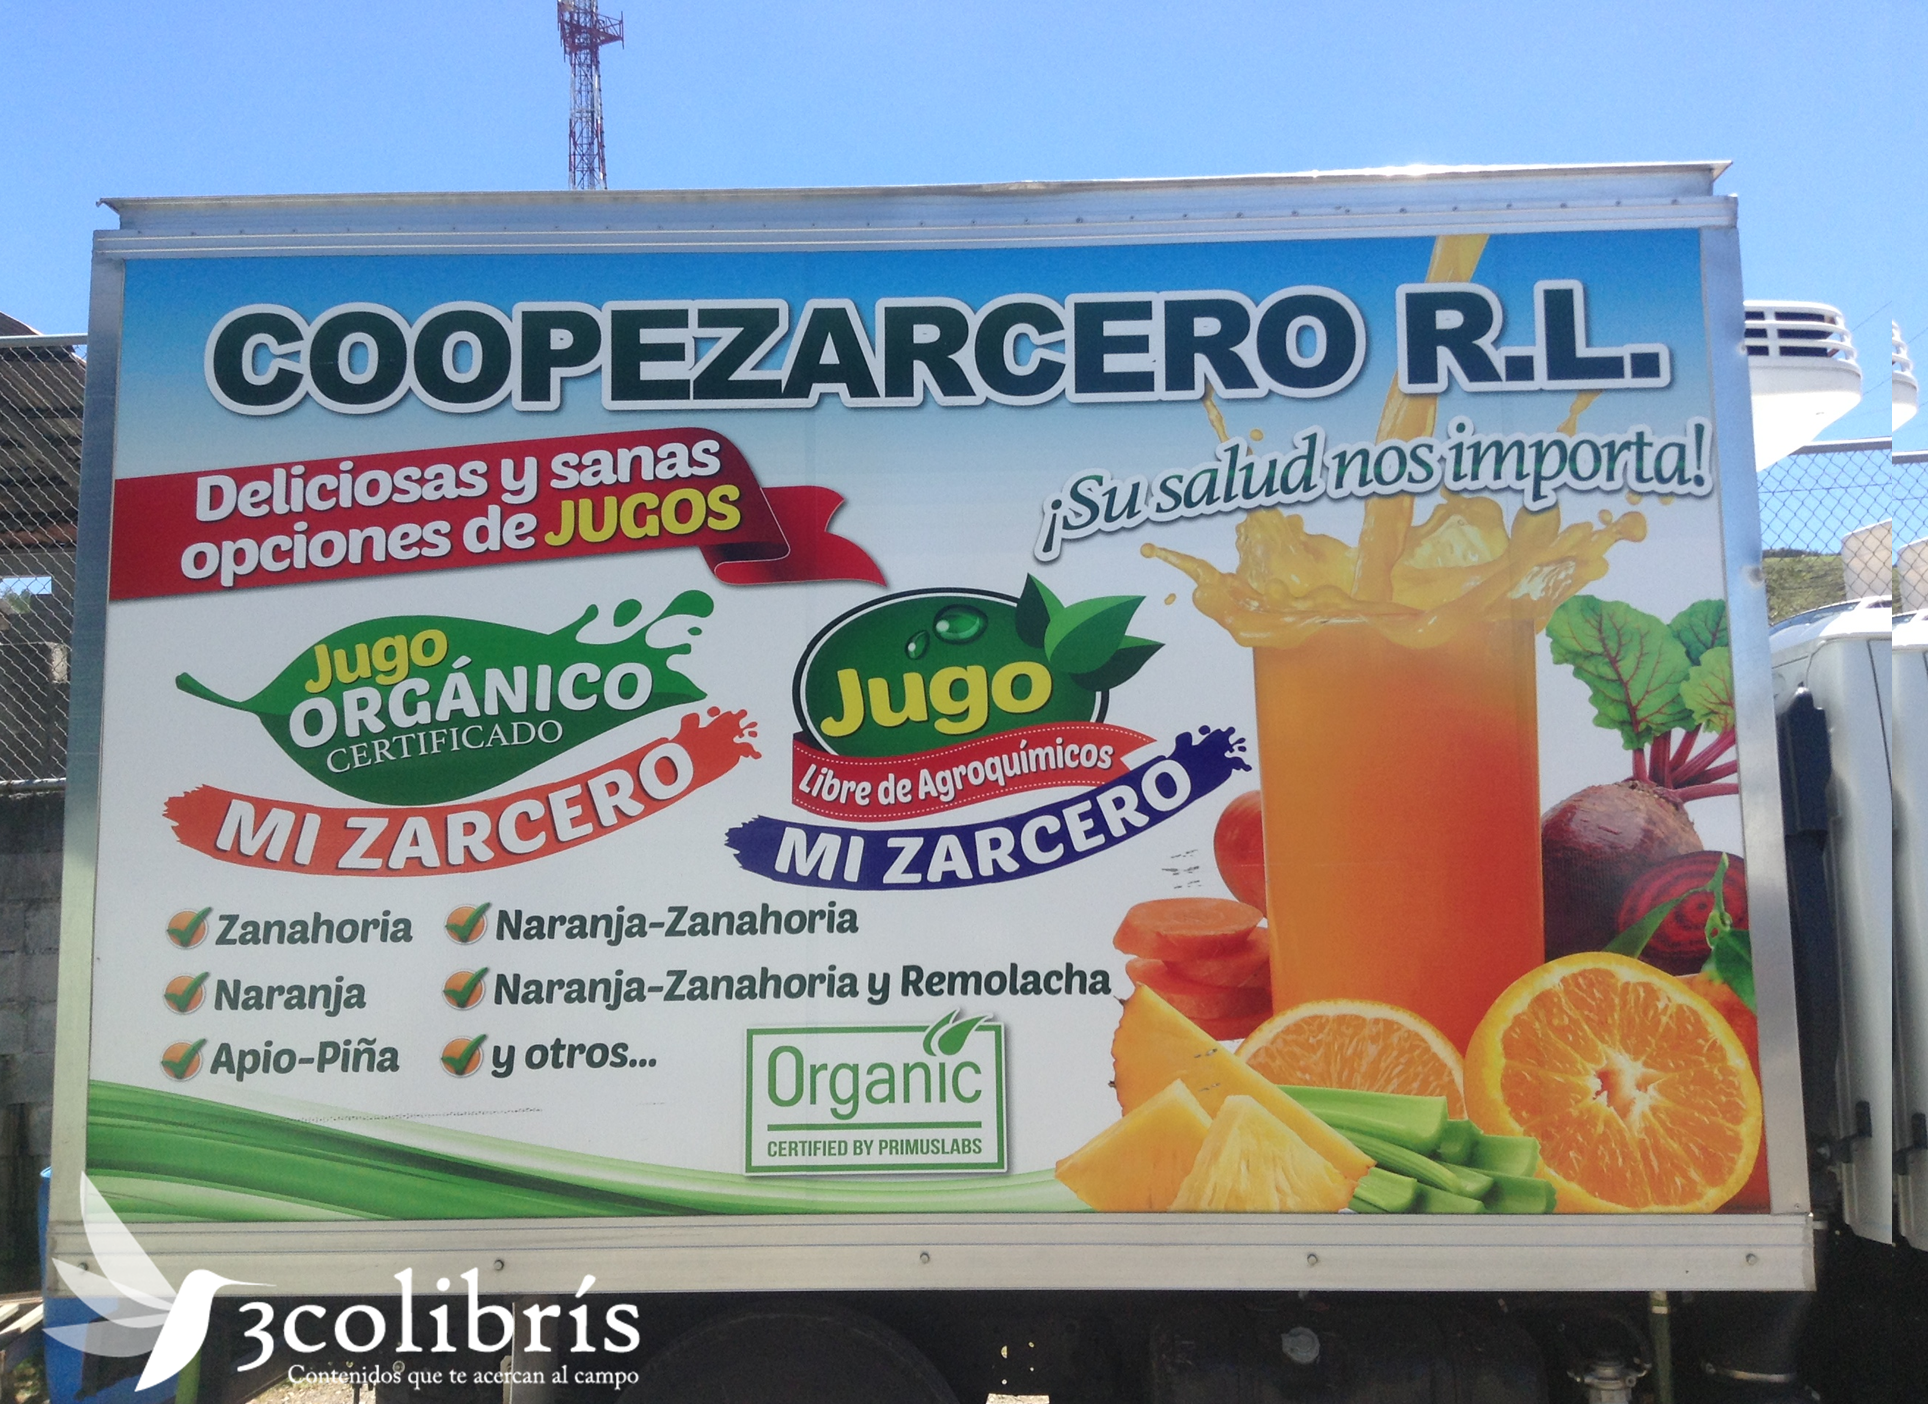 COOPEZARCERO R.L.
Deliciosas y sanas
opciones de JUGOS
¡Su salud nos importa!
Jugo
ORGÁNICO
CERTIFICADO
MI ZARCERO
Jugo
Libre de Agroquímicos
MI ZARCERO
Zanahoria
Naranja
Apio-Piña
Naranja-Zanahoria
Naranja-Zanahoria y Remolacha
y otros...
Organic
CERTIFIED BY PRIMUSLABS
3colibrís
Contenidos que te acercan al campo